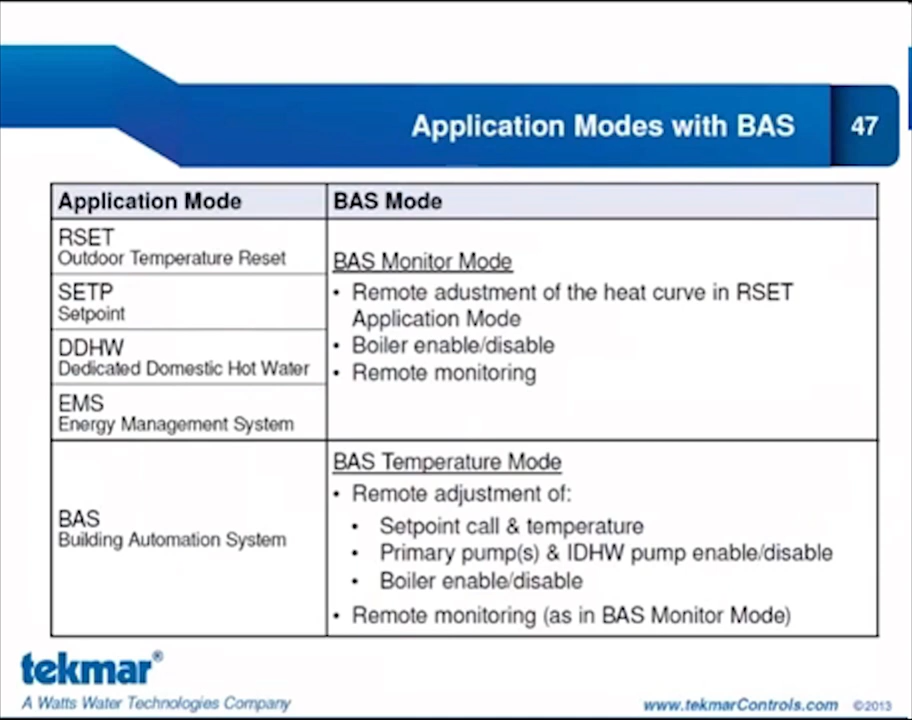 Application Modes with BAS
47
Application Mode
BAS Mode
RSET
Outdoor Temperature Reset
SETP
Setpoint
DDHW
Dedicated Domestic Hot Water
EMS
Energy Management System
BAS Monitor Mode
• Remote adustment of the heat curve in RSET
Application Mode
• Boiler enable/disable
• Remote monitoring
BAS
Building Automation System
BAS Temperature Mode
• Remote adjustment of:
• Setpoint call & temperature
• Primary pump(s) & IDHW pump enable/disable
• Boiler enable/disable
• Remote monitoring (as in BAS Monitor Mode)
tekmar®
A Watts Water Technologies Company
www.tekmarControls.com ©2013